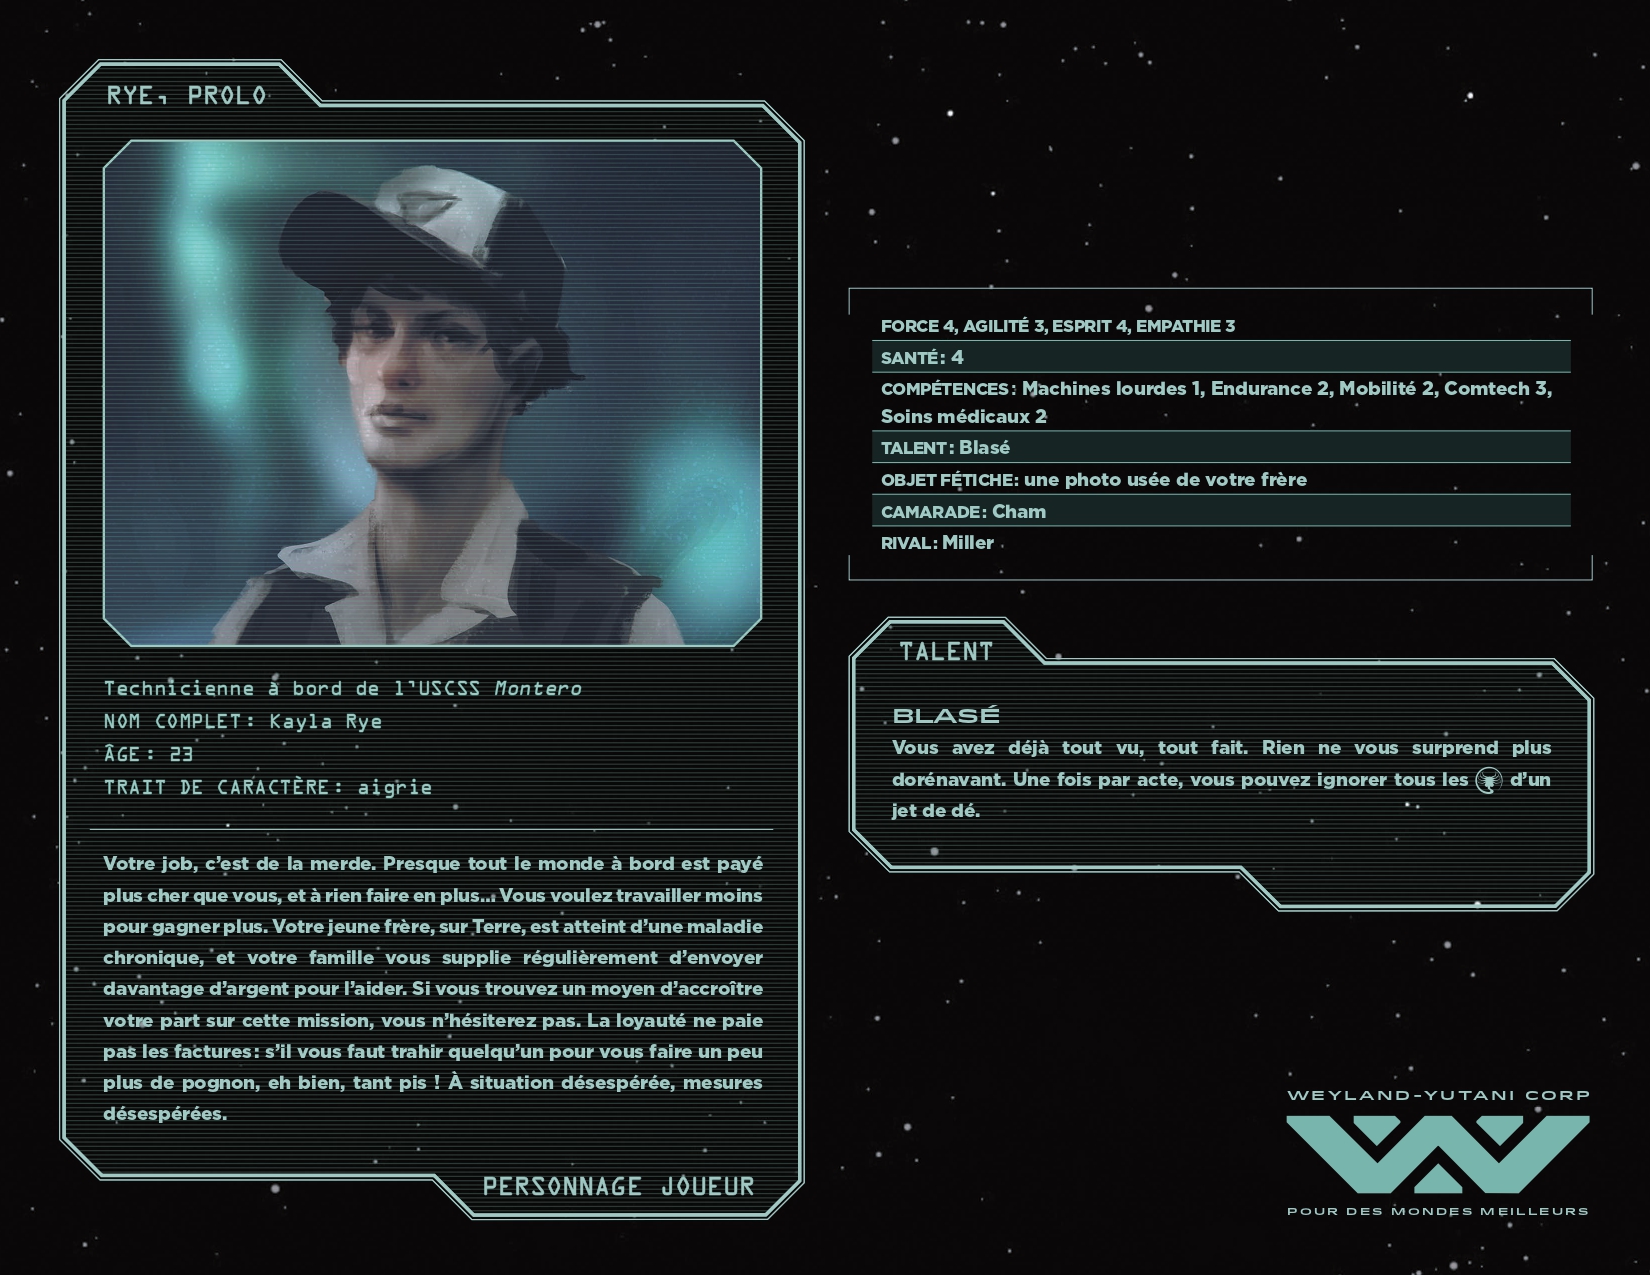 RYE, PROLO
Technicienne à bord de l'USCSS Montero
NOM COMPLET : Kayla Rye
ÂGE : 23
TRAIT DE CARACTÈRE : aigrie
Votre job, c'est de la merde. Presque tout le monde à bord est payé
plus cher que vous, et à rien faire en plus... Vous voulez travailler moins
pour gagner plus. Votre jeune frère, sur Terre, est atteint d'une maladie
chronique, et votre famille vous supplie régulièrement d'envoyer
davantage d'argent pour l'aider. Si vous trouvez un moyen d'accroître
votre part sur cette mission, vous n'hésiterez pas. La loyauté ne paie
pas les factures : s'il vous faut trahir quelqu'un pour vous faire un peu
plus de pognon, eh bien, tant pis ! À situation désespérée, mesures
désespérées.
PERSONNAGE JOUEUR
FORCE 4, AGILITÉ 3, ESPRIT 4, EMPATHIE 3
SANTÉ : 4
COMPÉTENCES : Machines lourdes 1, Endurance 2, Mobilité 2, Comtech 3,
Soins médicaux 2
TALENT : Blasé
OBJET FÉTICHE : une photo usée de votre frère
CAMARADE : Cham
RIVAL : Miller
TALENT
BLASÉ
Vous avez déjà tout vu, tout fait. Rien ne vous surprend plus
dorénavant. Une fois par acte, vous pouvez ignorer tous les d'un
jet de dé.
WEYLAND-YUTANI CORP
POUR DES MONDES MEILLEURS